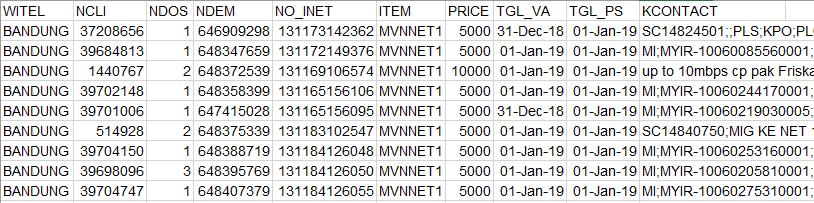 WITEL NCLI NDOS NDEM NO_INET ITEM PRICE TGL_VA TGL_PS KCONTACT
BANDUNG 37208656 1 646909298 131173142362 MVNNET1 5000 31-Dec-18 01-Jan-19 SC14824501;;PLS;KPO;PL
BANDUNG 39684813 1 648347659 131172149376 MVNNET1 5000 01-Jan-19 01-Jan-19 MI;MYIR-10060085560001;
BANDUNG 1440767 2 648372539 131169106574 MVNNET1 10000 01-Jan-19 01-Jan-19 up to 10mbps cp pak Friska
BANDUNG 39702148 1 648358399 131165156106 MVNNET1 5000 01-Jan-19 01-Jan-19 MI;MYIR-10060244170001;
BANDUNG 39701006 1 647415028 131165156095 MVNNET1 5000 31-Dec-18 01-Jan-19 MI;MYIR-10060219030005;
BANDUNG 514928 2 648375339 131183102547 MVNNET1 5000 01-Jan-19 01-Jan-19 SC14840750;MIG KE NET
BANDUNG 39704150 1 648388719 131184126048 MVNNET1 5000 01-Jan-19 01-Jan-19 MI;MYIR-10060253160001;
BANDUNG 39698096 3 648395769 131184126050 MVNNET1 5000 01-Jan-19 01-Jan-19 MI;MYIR-10060205810001;
BANDUNG 39704747 1 648407379 131184126055 MVNNET1 5000 01-Jan-19 01-Jan-19 MI;MYIR-10060275310001;